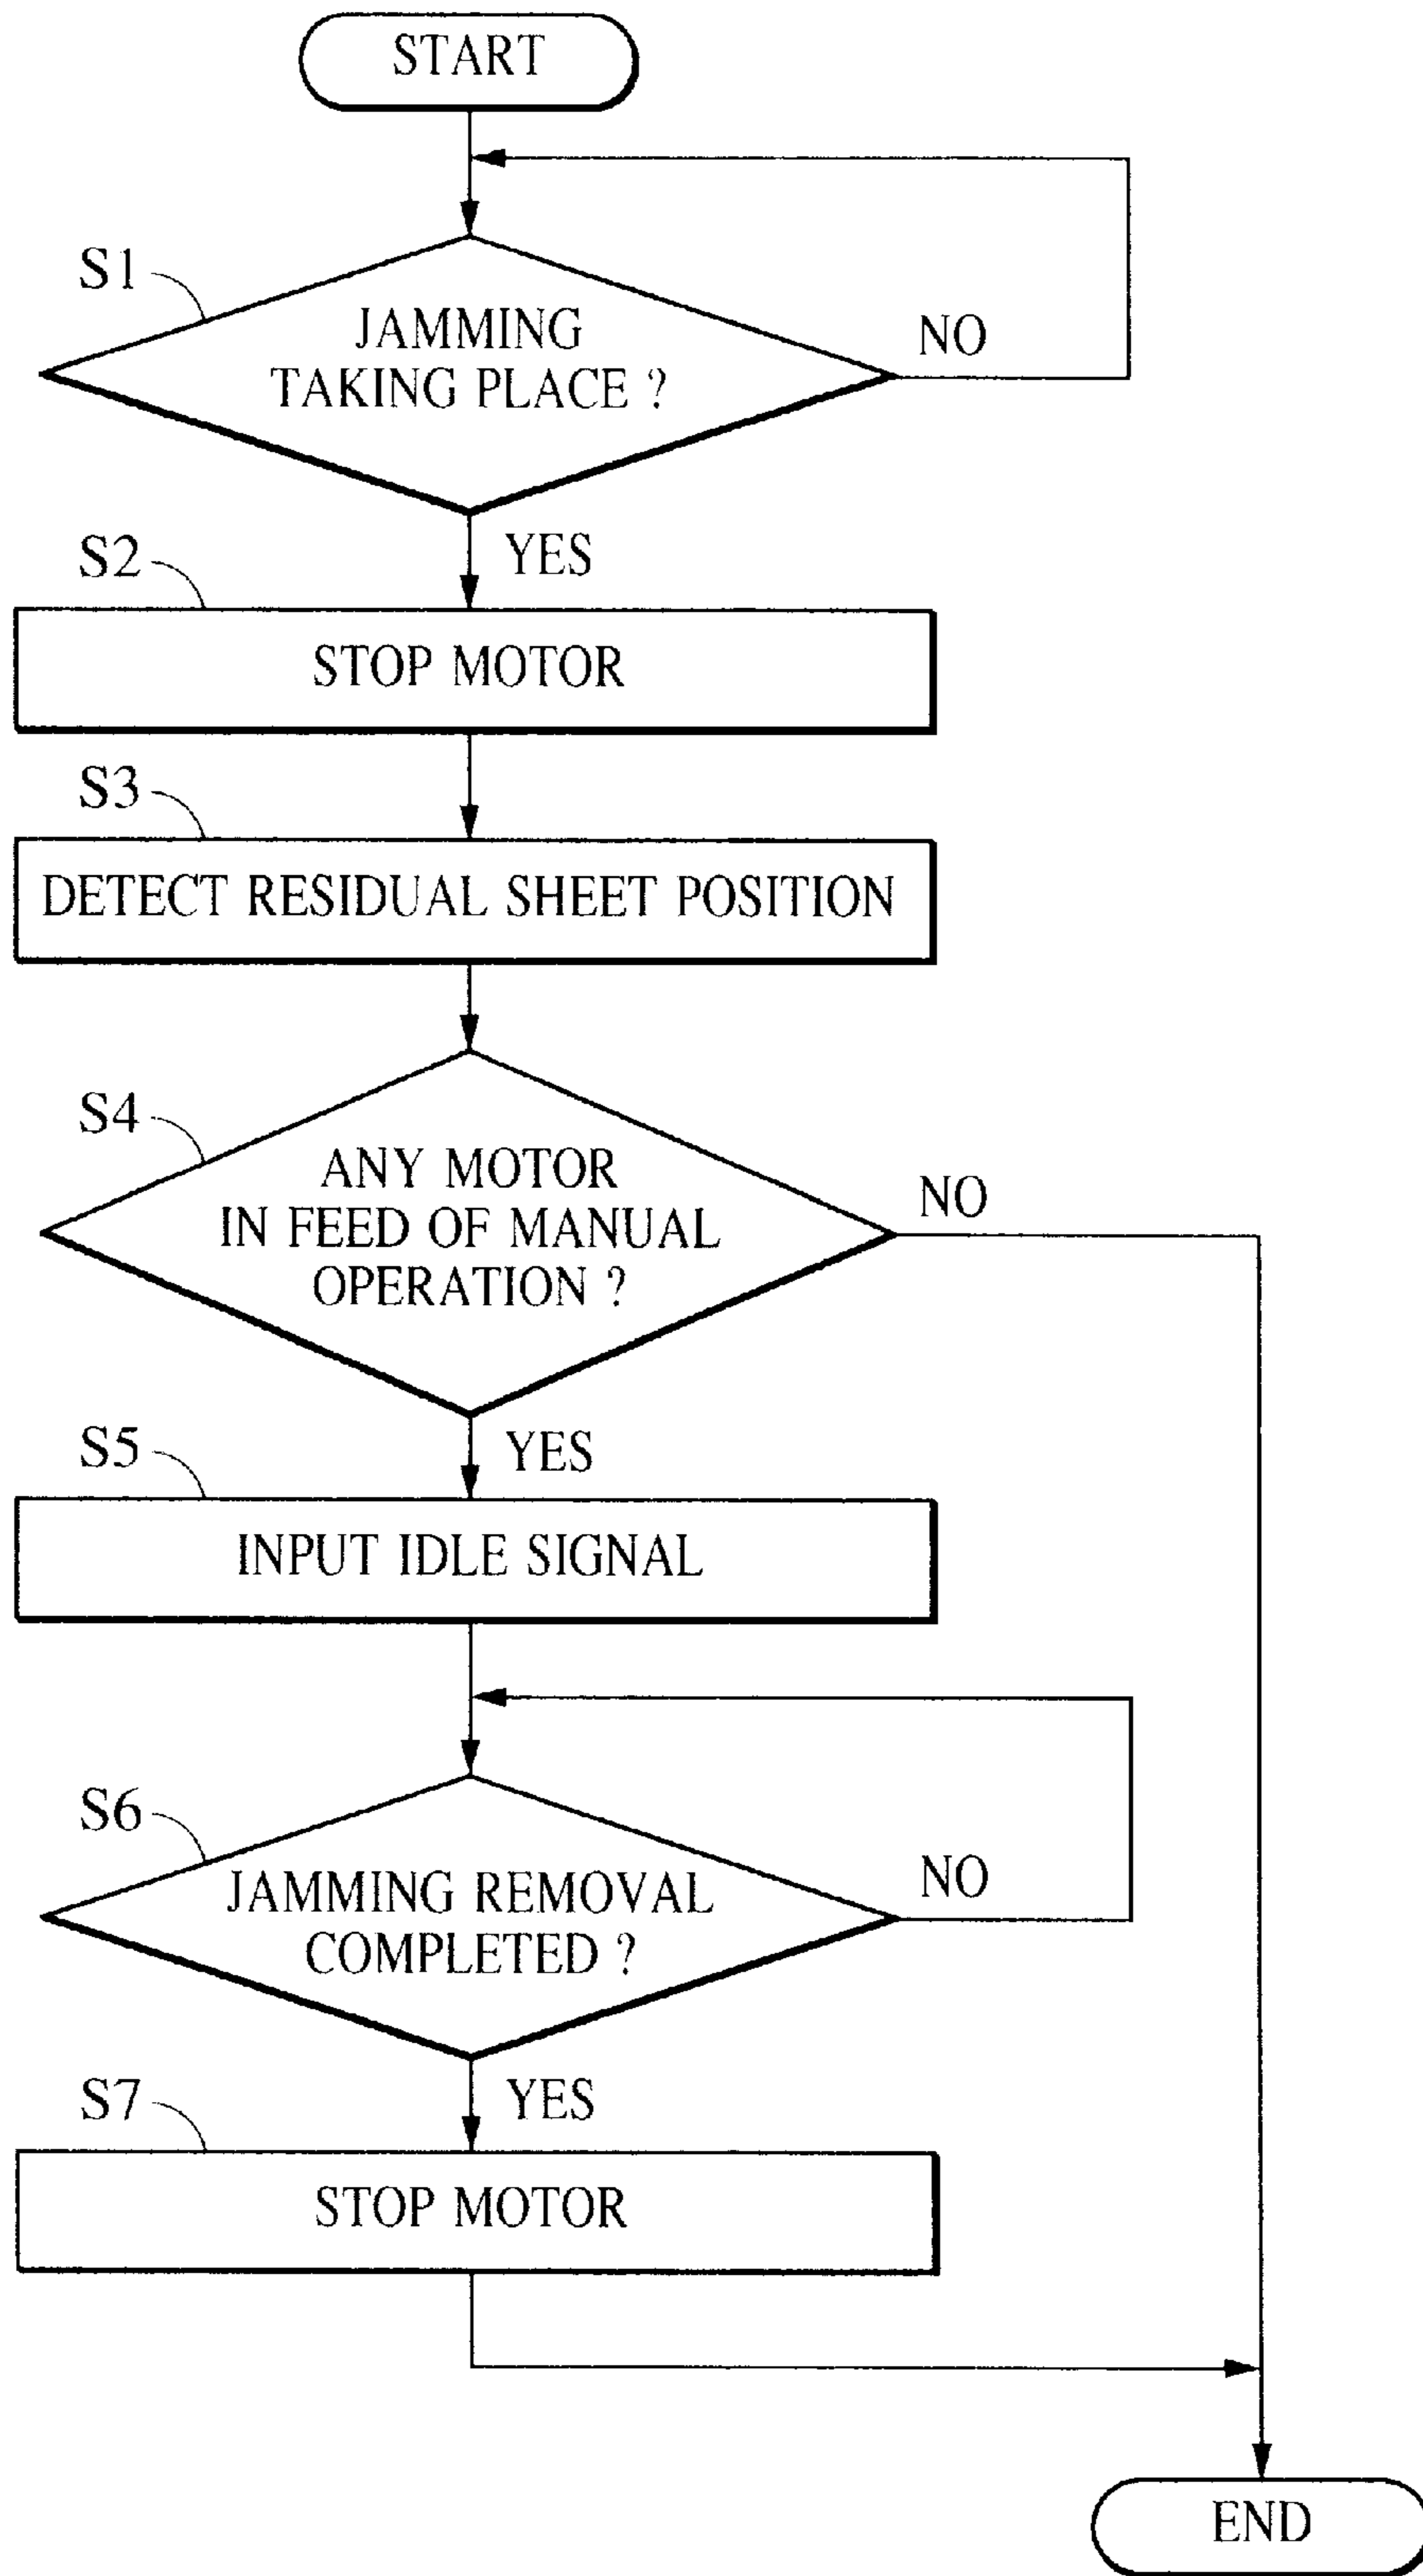 START
S1
JAMMING
TAKING PLACE ?
NO
YES
S2
STOP MOTOR
S3
DETECT RESIDUAL SHEET POSITION
S4
ANY MOTOR
IN FEED OF MANUAL
OPERATION ?
NO
YES
S5
INPUT IDLE SIGNAL
S6
JAMMING REMOVAL
COMPLETED ?
NO
YES
S7
STOP MOTOR
END